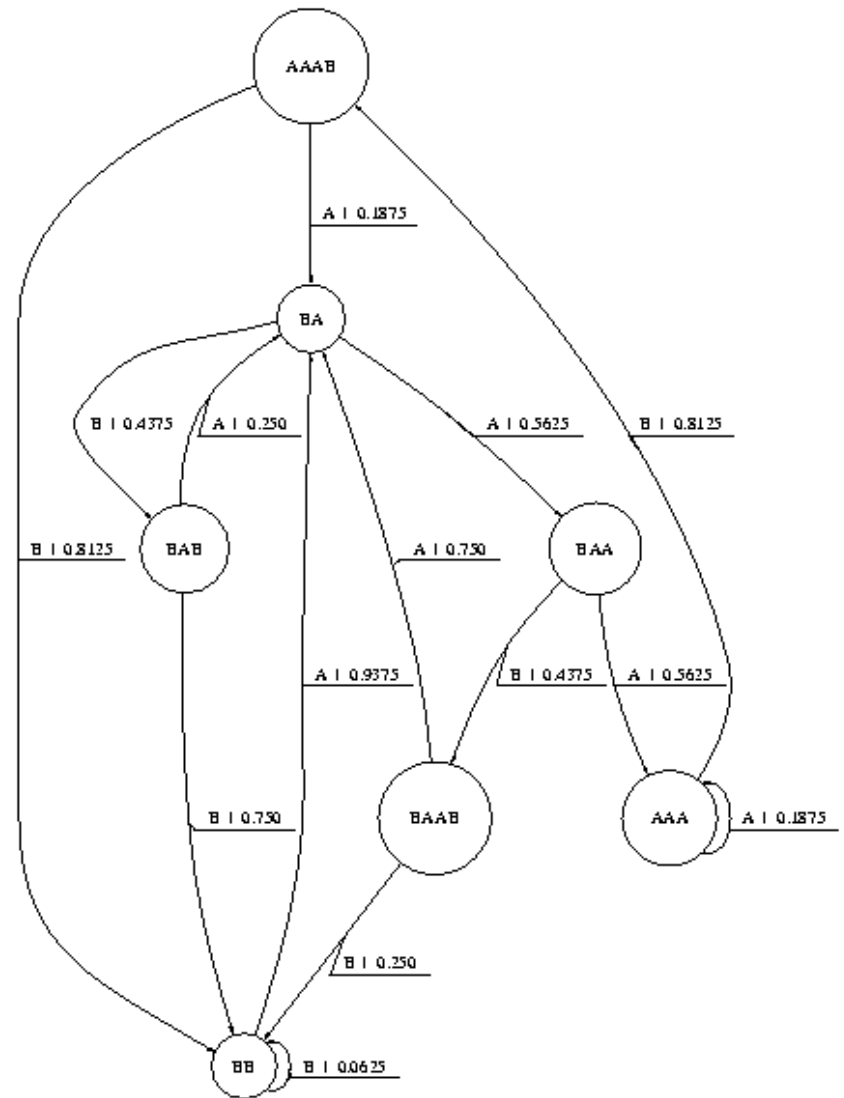 AAAB
A | 0.1875
BA
B | 0.4375
A | 0.250
A | 0.5625
B | 0.8125
B | 0.8125
BAB
A | 0.750
BAA
A | 0.9375
B | 0.4375
A | 0.5625
B | 0.750
BAAB
AAA
A | 0.1875
B | 0.250
BB
B | 0.0625